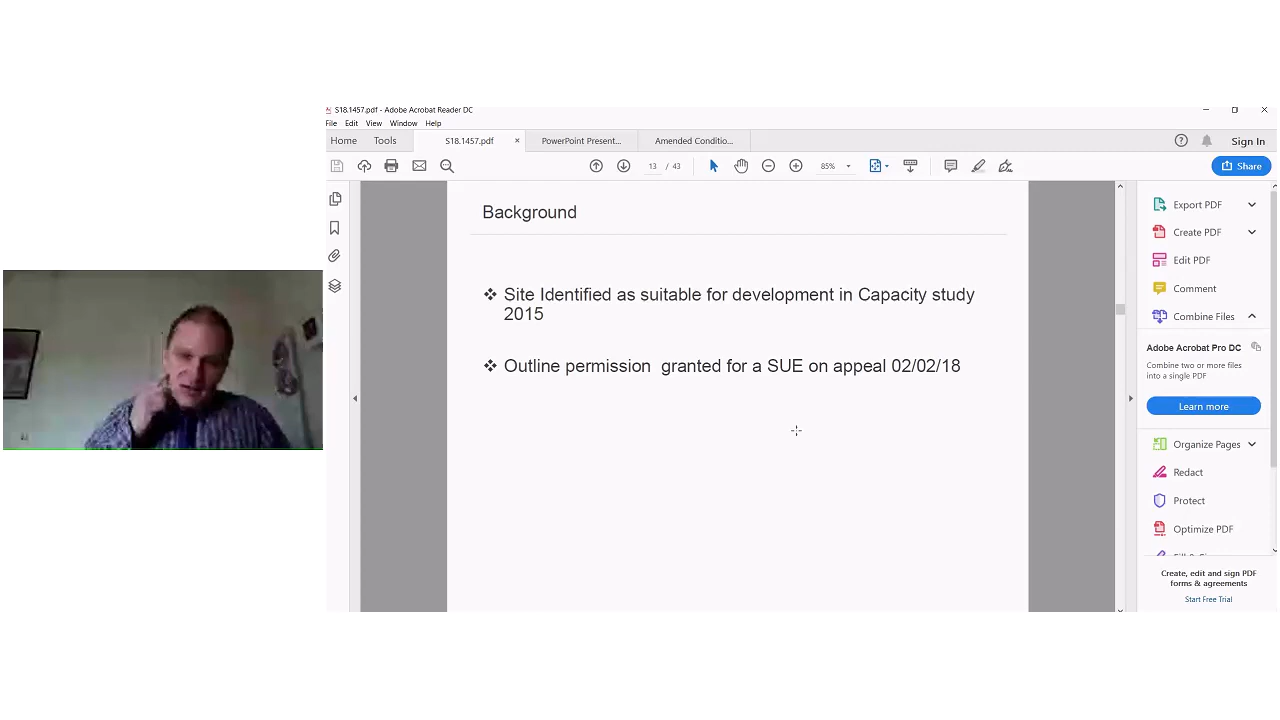 S18.1457.pdf - Adobe Acrobat Reader DC
File Edit View Window Help
Home Tools S18.1457.pdf × PowerPoint Present... Amended Conditio... Sign In
13 / 43 85% Share
Background
❖ Site Identified as suitable for development in Capacity study
2015
❖ Outline permission granted for a SUE on appeal 02/02/18
Export PDF
Create PDF
Edit PDF
Comment
Combine Files
Adobe Acrobat Pro DC
Combine two or more files
into a single PDF
Learn more
Organize Pages
Redact
Protect
Optimize PDF
Create, edit and sign PDF
forms & agreements
Start Free Trial